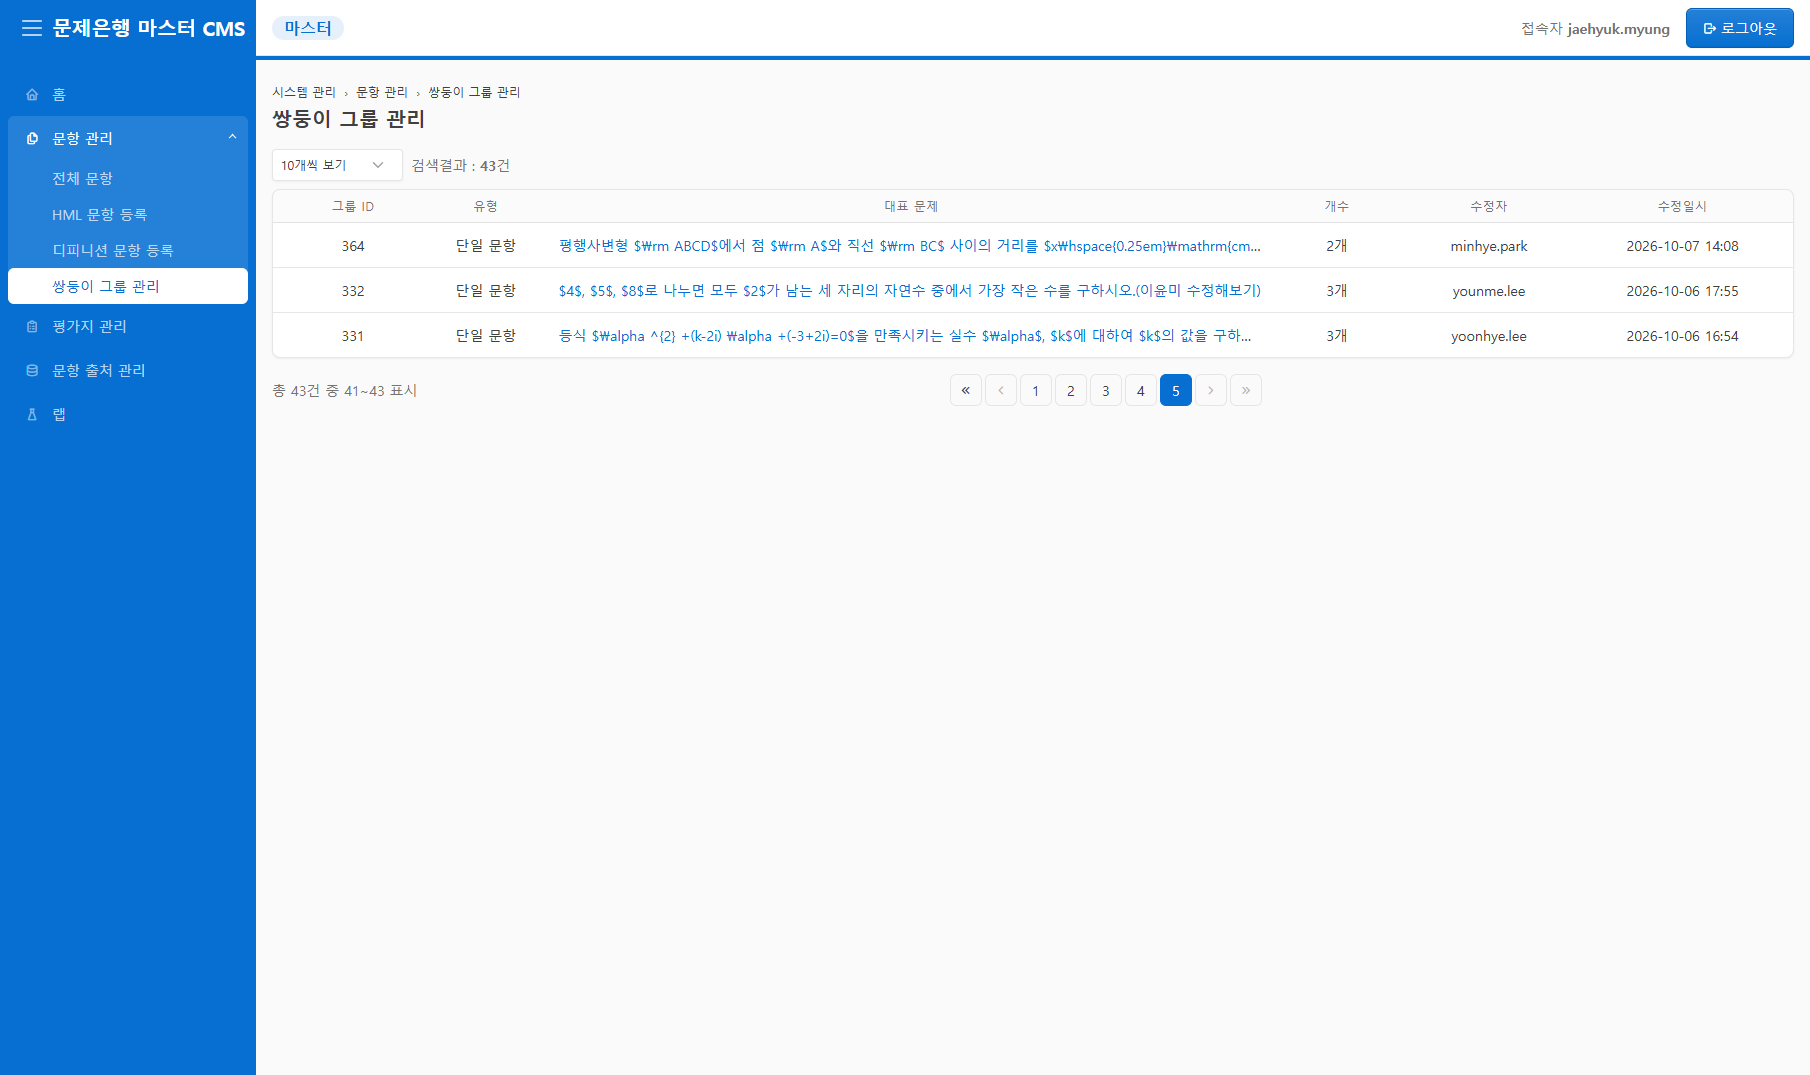 문제은행 마스터 CMS
홈
문항 관리
전체 문항
HML 문항 등록
디피니션 문항 등록
쌍둥이 그룹 관리
평가지 관리
문항 출처 관리
랩
마스터
접속자 jaehyuk.myung
로그아웃
시스템 관리 › 문항 관리 › 쌍둥이 그룹 관리
쌍둥이 그룹 관리
10개씩 보기 검색결과 : 43건
그룹 ID 유형 대표 문제 개수 수정자 수정일시
364 단일 문항 평행사변형 $₩rm ABCD$에서 점 $₩rm A$와 직선 $₩rm BC$ 사이의 거리를 $x₩hspace{0.25em}₩mathrm{cm... 2개 minhye.park 2026-10-07 14:08
332 단일 문항 $4$, $5$, $8$로 나누면 모두 $2$가 남는 세 자리의 자연수 중에서 가장 작은 수를 구하시오.(이윤미 수정해보기) 3개 younme.lee 2026-10-06 17:55
331 단일 문항 등식 $₩alpha ^{2} +(k-2i) ₩alpha +(-3+2i)=0$을 만족시키는 실수 $₩alpha$, $k$에 대하여 $k$의 값을 구하... 3개 yoonhye.lee 2026-10-06 16:54
총 43건 중 41~43 표시 « ‹ 1 2 3 4 5 › »